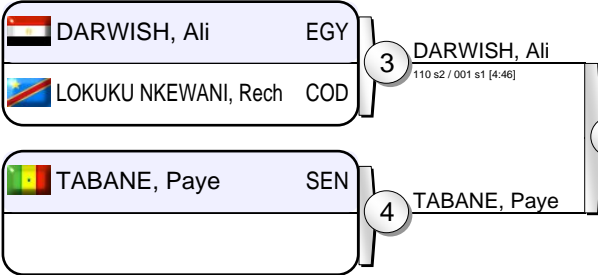 DARWISH, Ali EGY
LOKUKU NKEWANI, Rech COD
3
DARWISH, Ali
110 s2 / 001 s1 [4:46]
TABANE, Paye SEN
4
TABANE, Paye